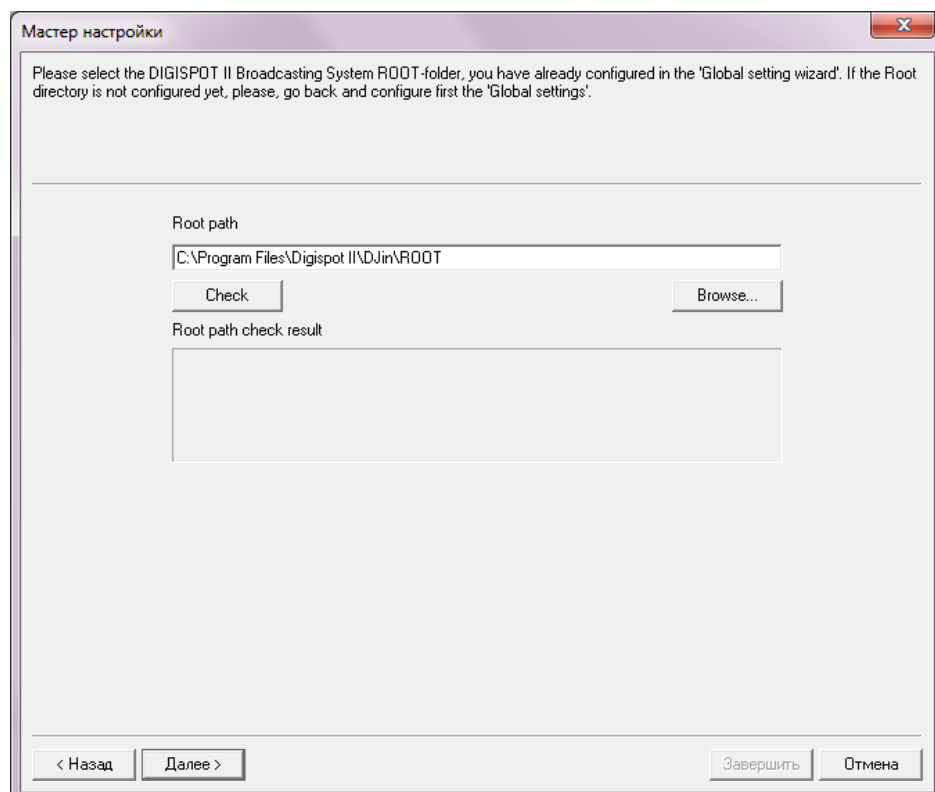 Мастер настройки
Please select the DIGISPOT II Broadcasting System ROOT-folder, you have already configured in the 'Global setting wizard'. If the Root
directory is not configured yet, please, go back and configure first the 'Global settings'.
Root path
C:\Program Files\Digispot II\DJin\ROOT
Check Browse...
Root path check result
< Назад Далее > Завершить Отмена